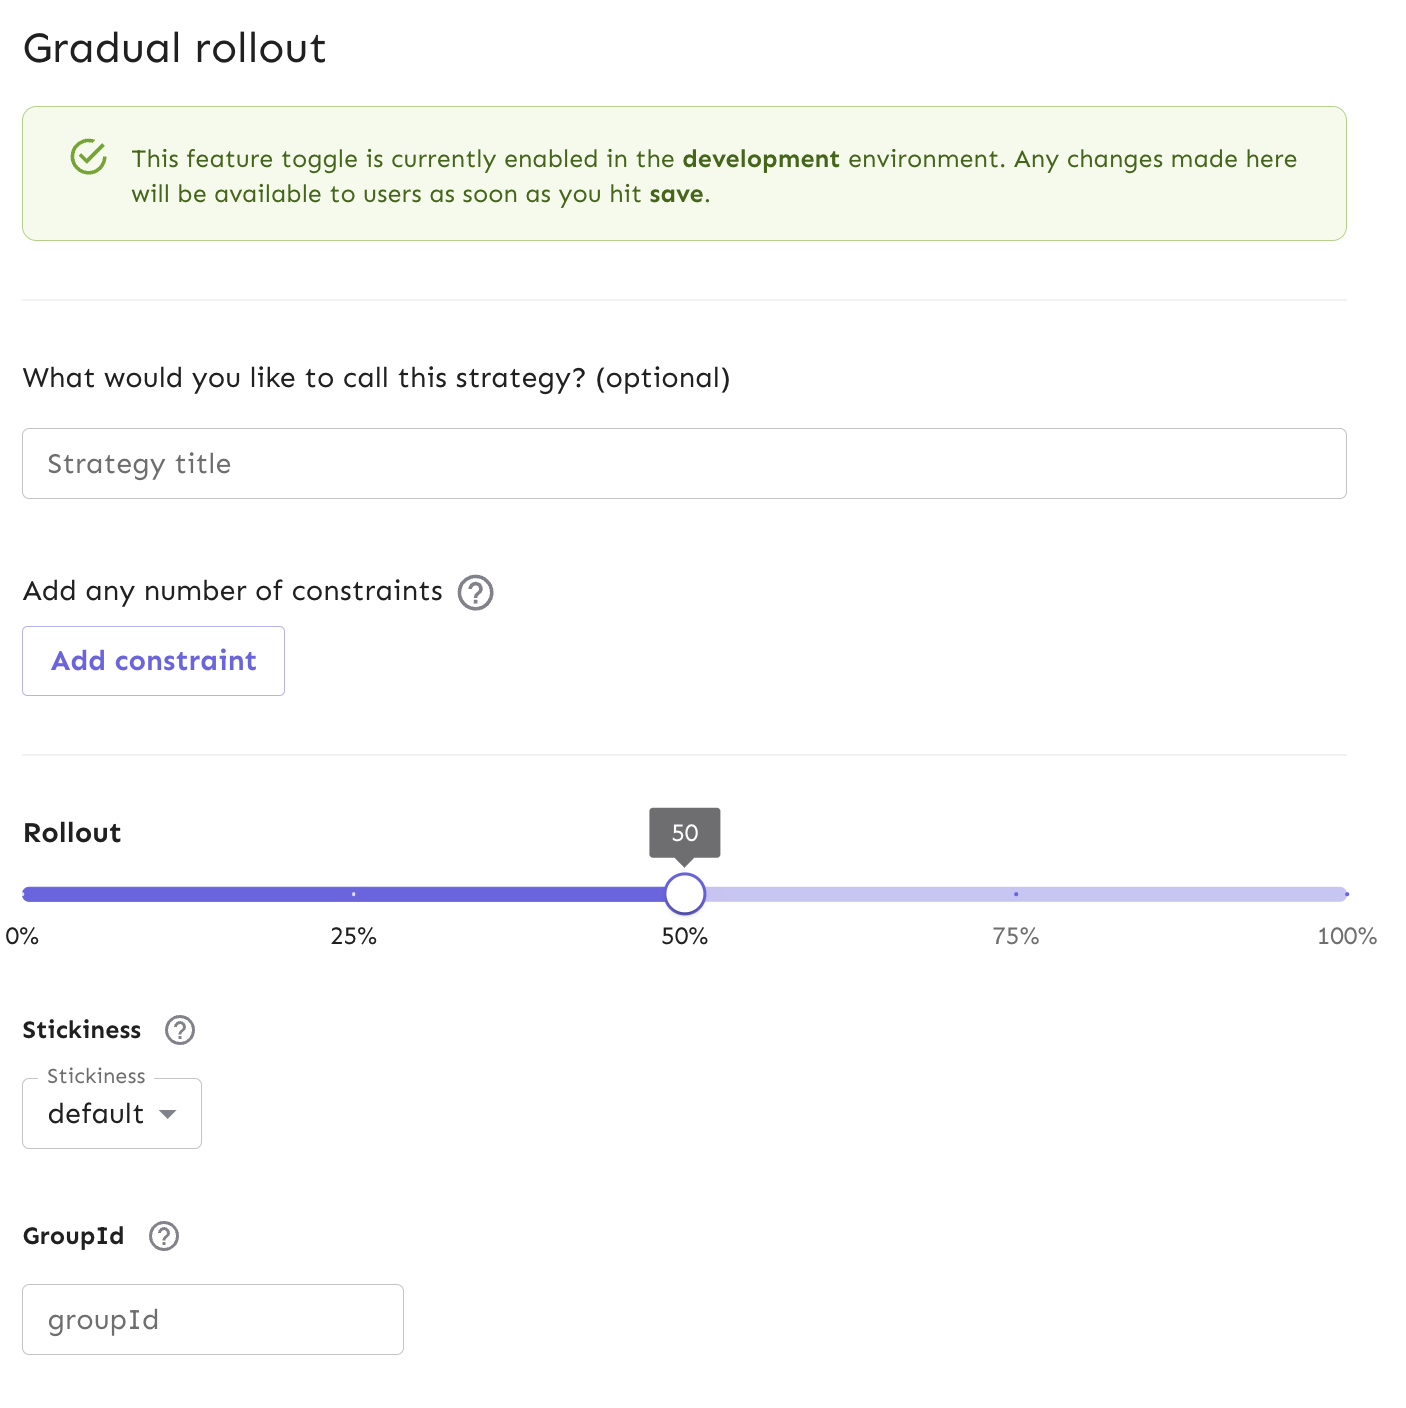 Gradual rollout
This feature toggle is currently enabled in the development environment. Any changes made here
will be available to users as soon as you hit save.
What would you like to call this strategy? (optional)
Strategy title
Add any number of constraints ?
Add constraint
Rollout
50
0% 25% 50% 75% 100%
Stickiness ?
Stickiness
default
GroupId ?
groupId